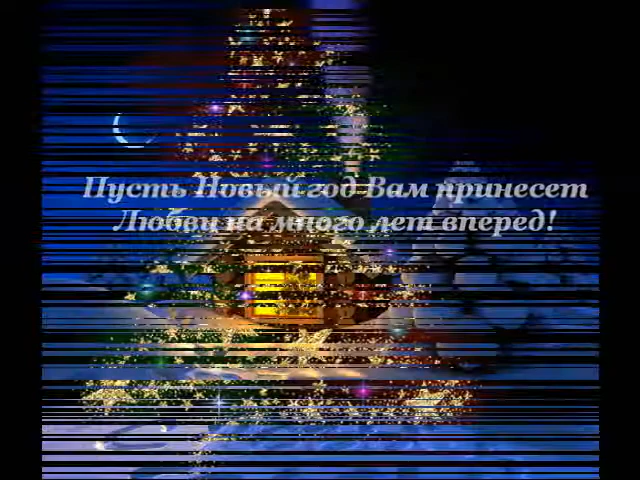 Пусть Новый год Вам принесет
Любви на много лет вперед!